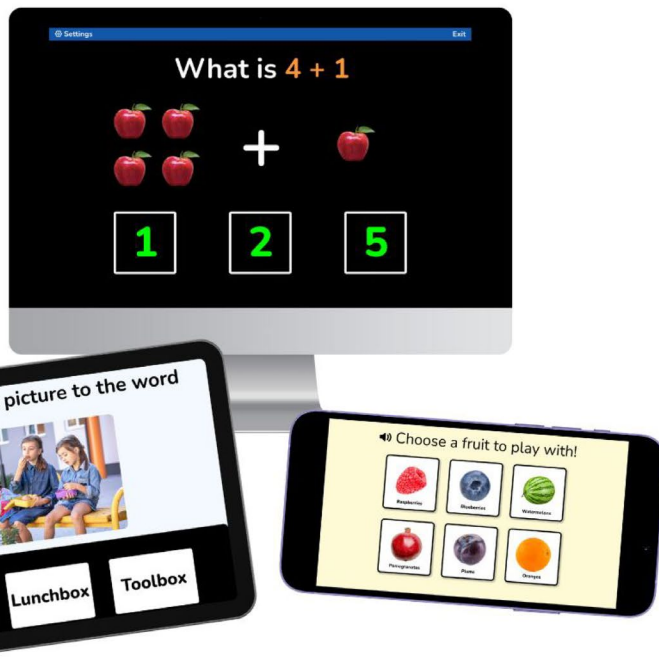 Settings Exit
What is 4 + 1
+
1 2 5
picture to the word
Lunchbox Toolbox
Choose a fruit to play with!
Raspberries Blueberries Watermelons
Pomegranates Plums Oranges